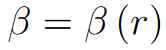 β = β (r)